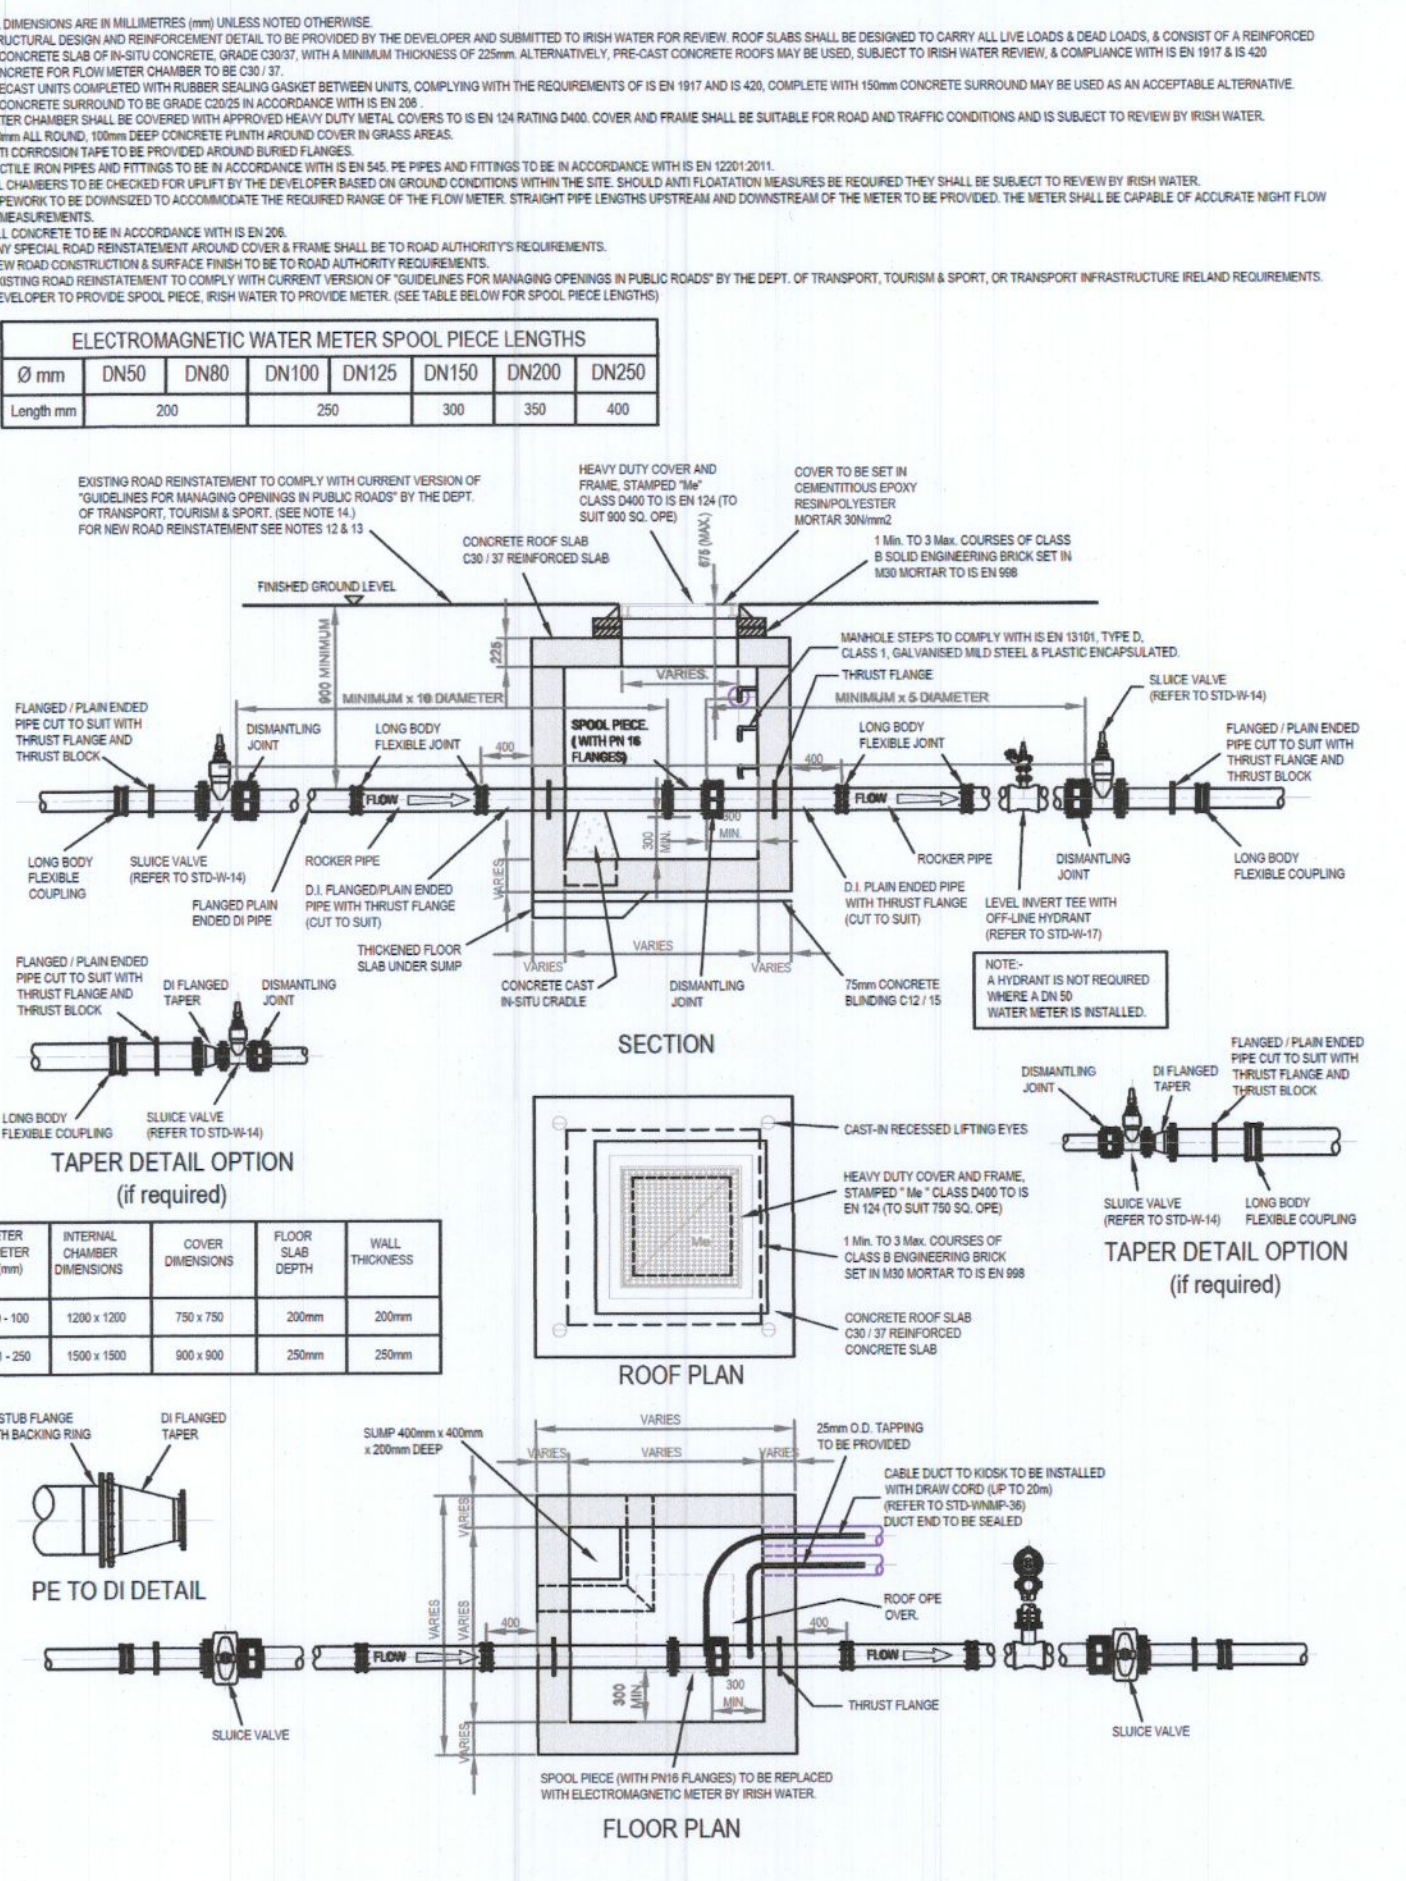 DIMENSIONS ARE IN MILLIMETRES (mm) UNLESS NOTED OTHERWISE.
RUCTURAL DESIGN AND REINFORCEMENT DETAIL TO BE PROVIDED BY THE DEVELOPER AND SUBMITTED TO IRISH WATER FOR REVIEW. ROOF SLABS SHALL BE DESIGNED TO CARRY ALL LIVE LOADS & DEAD LOADS, & CONSIST OF A REINFORCED
CONCRETE SLAB OF IN-SITU CONCRETE, GRADE C30/37, WITH A MINIMUM THICKNESS OF 225mm. ALTERNATIVELY, PRE-CAST CONCRETE ROOFS MAY BE USED, SUBJECT TO IRISH WATER REVIEW, & COMPLIANCE WITH IS EN 1917 & IS 420
NCRETE FOR FLOW METER CHAMBER TO BE C30 / 37.
ECAST UNITS COMPLETED WITH RUBBER SEALING GASKET BETWEEN UNITS, COMPLYING WITH THE REQUIREMENTS OF IS EN 1917 AND IS 420, COMPLETE WITH 150mm CONCRETE SURROUND MAY BE USED AS AN ACCEPTABLE ALTERNATIVE.
CONCRETE SURROUND TO BE GRADE C20/25 IN ACCORDANCE WITH IS EN 206 .
TER CHAMBER SHALL BE COVERED WITH APPROVED HEAVY DUTY METAL COVERS TO IS EN 124 RATING D400. COVER AND FRAME SHALL BE SUITABLE FOR ROAD AND TRAFFIC CONDITIONS AND IS SUBJECT TO REVIEW BY IRISH WATER.
0mm ALL ROUND, 100mm DEEP CONCRETE PLINTH AROUND COVER IN GRASS AREAS.
TI CORROSION TAPE TO BE PROVIDED AROUND BURIED FLANGES.
CTILE IRON PIPES AND FITTINGS TO BE IN ACCORDANCE WITH IS EN 545. PE PIPES AND FITTINGS TO BE IN ACCORDANCE WITH IS EN 12201:2011.
L CHAMBERS TO BE CHECKED FOR UPLIFT BY THE DEVELOPER BASED ON GROUND CONDITIONS WITHIN THE SITE. SHOULD ANTI FLOATATION MEASURES BE REQUIRED THEY SHALL BE SUBJECT TO REVIEW BY IRISH WATER.
PEWORK TO BE DOWNSIZED TO ACCOMMODATE THE REQUIRED RANGE OF THE FLOW METER. STRAIGHT PIPE LENGTHS UPSTREAM AND DOWNSTREAM OF THE METER TO BE PROVIDED. THE METER SHALL BE CAPABLE OF ACCURATE NIGHT FLOW
MEASUREMENTS.
L CONCRETE TO BE IN ACCORDANCE WITH IS EN 206.
NY SPECIAL ROAD REINSTATEMENT AROUND COVER & FRAME SHALL BE TO ROAD AUTHORITY'S REQUIREMENTS.
EW ROAD CONSTRUCTION & SURFACE FINISH TO BE TO ROAD AUTHORITY REQUIREMENTS.
XISTING ROAD REINSTATEMENT TO COMPLY WITH CURRENT VERSION OF "GUIDELINES FOR MANAGING OPENINGS IN PUBLIC ROADS" BY THE DEPT. OF TRANSPORT, TOURISM & SPORT, OR TRANSPORT INFRASTRUCTURE IRELAND REQUIREMENTS.
EVELOPER TO PROVIDE SPOOL PIECE, IRISH WATER TO PROVIDE METER. (SEE TABLE BELOW FOR SPOOL PIECE LENGTHS)
ELECTROMAGNETIC WATER METER SPOOL PIECE LENGTHS
Ø mm DN50 DN80 DN100 DN125 DN150 DN200 DN250
Length mm 200 250 300 350 400
EXISTING ROAD REINSTATEMENT TO COMPLY WITH CURRENT VERSION OF
"GUIDELINES FOR MANAGING OPENINGS IN PUBLIC ROADS" BY THE DEPT.
OF TRANSPORT, TOURISM & SPORT. (SEE NOTE 14.)
FOR NEW ROAD REINSTATEMENT SEE NOTES 12 & 13
CONCRETE ROOF SLAB
C30 / 37 REINFORCED SLAB
HEAVY DUTY COVER AND
FRAME, STAMPED "Me"
CLASS D400 TO IS EN 124 (TO
SUIT 900 SQ. OPE)
675 (MAX.)
COVER TO BE SET IN
CEMENTITIOUS EPOXY
RESIN/POLYESTER
MORTAR 30N/mm2
1 Min. TO 3 Max. COURSES OF CLASS
B SOLID ENGINEERING BRICK SET IN
M30 MORTAR TO IS EN 998
FINISHED GROUND LEVEL
900 MINIMUM
225
VARIES.
MANHOLE STEPS TO COMPLY WITH IS EN 13101, TYPE D,
CLASS 1, GALVANISED MILD STEEL & PLASTIC ENCAPSULATED.
THRUST FLANGE
SLUICE VALVE
(REFER TO STD-W-14)
MINIMUM x 10 DIAMETER
MINIMUM x 5 DIAMETER
FLANGED / PLAIN ENDED
PIPE CUT TO SUIT WITH
THRUST FLANGE AND
THRUST BLOCK
DISMANTLING
JOINT
LONG BODY
FLEXIBLE JOINT
400
SPOOL PIECE.
( WITH PN 16
FLANGES)
400
LONG BODY
FLEXIBLE JOINT
FLANGED / PLAIN ENDED
PIPE CUT TO SUIT WITH
THRUST FLANGE AND
THRUST BLOCK
FLOW
FLOW
300
MIN.
300
MIN.
VARIES
LONG BODY
FLEXIBLE
COUPLING
SLUICE VALVE
(REFER TO STD-W-14)
FLANGED PLAIN
ENDED DI PIPE
ROCKER PIPE
D.I. FLANGED/PLAIN ENDED
PIPE WITH THRUST FLANGE
(CUT TO SUIT)
THICKENED FLOOR
SLAB UNDER SUMP
VARIES
VARIES
VARIES
CONCRETE CAST
IN-SITU CRADLE
DISMANTLING
JOINT
75mm CONCRETE
BLINDING C12 / 15
ROCKER PIPE
D.I. PLAIN ENDED PIPE
WITH THRUST FLANGE
(CUT TO SUIT)
LEVEL INVERT TEE WITH
OFF-LINE HYDRANT
(REFER TO STD-W-17)
DISMANTLING
JOINT
LONG BODY
FLEXIBLE COUPLING
NOTE:-
A HYDRANT IS NOT REQUIRED
WHERE A DN 50
WATER METER IS INSTALLED.
SECTION
FLANGED / PLAIN ENDED
PIPE CUT TO SUIT WITH
THRUST FLANGE AND
THRUST BLOCK
DI FLANGED
TAPER
DISMANTLING
JOINT
LONG BODY
FLEXIBLE COUPLING
SLUICE VALVE
(REFER TO STD-W-14)
TAPER DETAIL OPTION
(if required)
DISMANTLING
JOINT
DI FLANGED
TAPER
FLANGED / PLAIN ENDED
PIPE CUT TO SUIT WITH
THRUST FLANGE AND
THRUST BLOCK
SLUICE VALVE
(REFER TO STD-W-14)
LONG BODY
FLEXIBLE COUPLING
TAPER DETAIL OPTION
(if required)
CAST-IN RECESSED LIFTING EYES
HEAVY DUTY COVER AND FRAME,
STAMPED " Me " CLASS D400 TO IS
EN 124 (TO SUIT 750 SQ. OPE)
Me
1 Min. TO 3 Max. COURSES OF
CLASS B ENGINEERING BRICK
SET IN M30 MORTAR TO IS EN 998
CONCRETE ROOF SLAB
C30 / 37 REINFORCED
CONCRETE SLAB
ROOF PLAN
TER
METER
(mm)
INTERNAL
CHAMBER
DIMENSIONS
COVER
DIMENSIONS
FLOOR
SLAB
DEPTH
WALL
THICKNESS
- 100 1200 x 1200 750 x 750 200mm 200mm
- 250 1500 x 1500 900 x 900 250mm 250mm
STUB FLANGE
TH BACKING RING
DI FLANGED
TAPER
PE TO DI DETAIL
SUMP 400mm x 400mm
x 200mm DEEP
VARIES
VARIES
VARIES
VARIES
25mm O.D. TAPPING
TO BE PROVIDED
CABLE DUCT TO KIOSK TO BE INSTALLED
WITH DRAW CORD (UP TO 20m)
(REFER TO STD-WNMP-36)
DUCT END TO BE SEALED
VARIES
VARIES
VARIES
VARIES
ROOF OPE
OVER.
400
400
FLOW
FLOW
300
MIN.
300
MIN.
THRUST FLANGE
SLUICE VALVE
SLUICE VALVE
SPOOL PIECE (WITH PN16 FLANGES) TO BE REPLACED
WITH ELECTROMAGNETIC METER BY IRISH WATER.
FLOOR PLAN